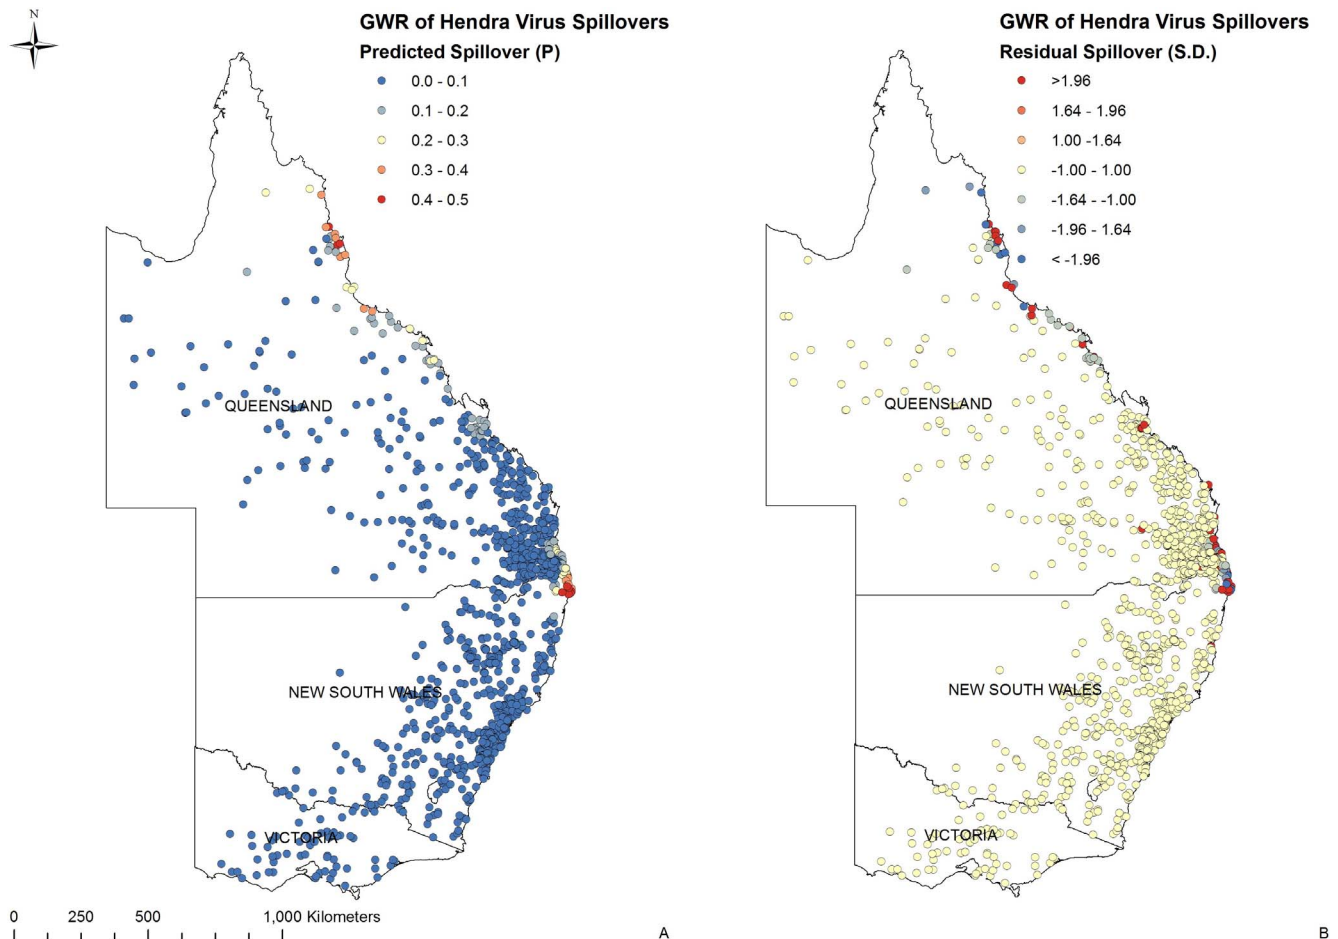 N
GWR of Hendra Virus Spillovers
Predicted Spillover (P)
0.0 - 0.1
0.1 - 0.2
0.2 - 0.3
0.3 - 0.4
0.4 - 0.5
QUEENSLAND
NEW SOUTH WALES
VICTORIA
0 250 500 1,000 Kilometers
A
GWR of Hendra Virus Spillovers
Residual Spillover (S.D.)
>1.96
1.64 - 1.96
1.00 -1.64
-1.00 - 1.00
-1.64 - -1.00
-1.96 - 1.64
< -1.96
QUEENSLAND
NEW SOUTH WALES
VICTORIA
B